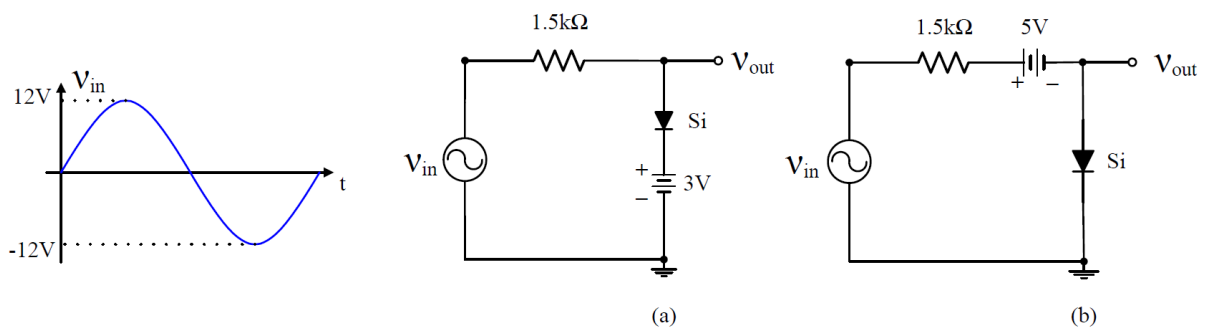 v_in
12V
-12V
t
1.5kΩ
v_out
Si
v_in
+
3V
−
(a)
1.5kΩ
5V
+ −
v_out
Si
v_in
(b)